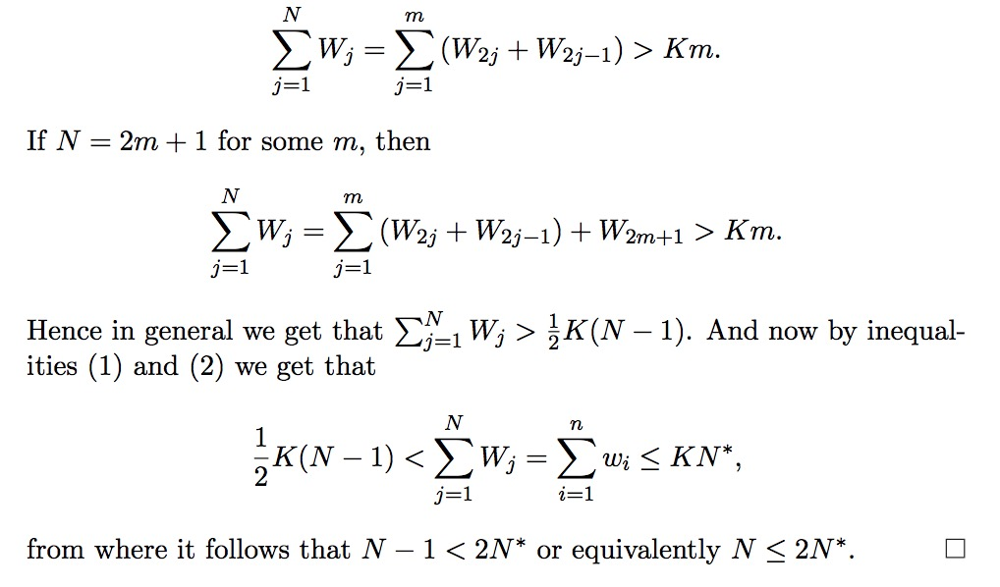 $$\sum_{j=1}^{N} W_j = \sum_{j=1}^{m} (W_{2j} + W_{2j-1}) > Km.$$
If $N = 2m + 1$ for some $m$, then
$$\sum_{j=1}^{N} W_j = \sum_{j=1}^{m} (W_{2j} + W_{2j-1}) + W_{2m+1} > Km.$$
Hence in general we get that $\sum_{j=1}^{N} W_j > \frac{1}{2}K(N-1)$. And now by inequal-
ities (1) and (2) we get that
$$\frac{1}{2}K(N-1) < \sum_{j=1}^{N} W_j = \sum_{i=1}^{n} w_i \leq KN^*,$$
from where it follows that $N - 1 < 2N^*$ or equivalently $N \leq 2N^*$. □